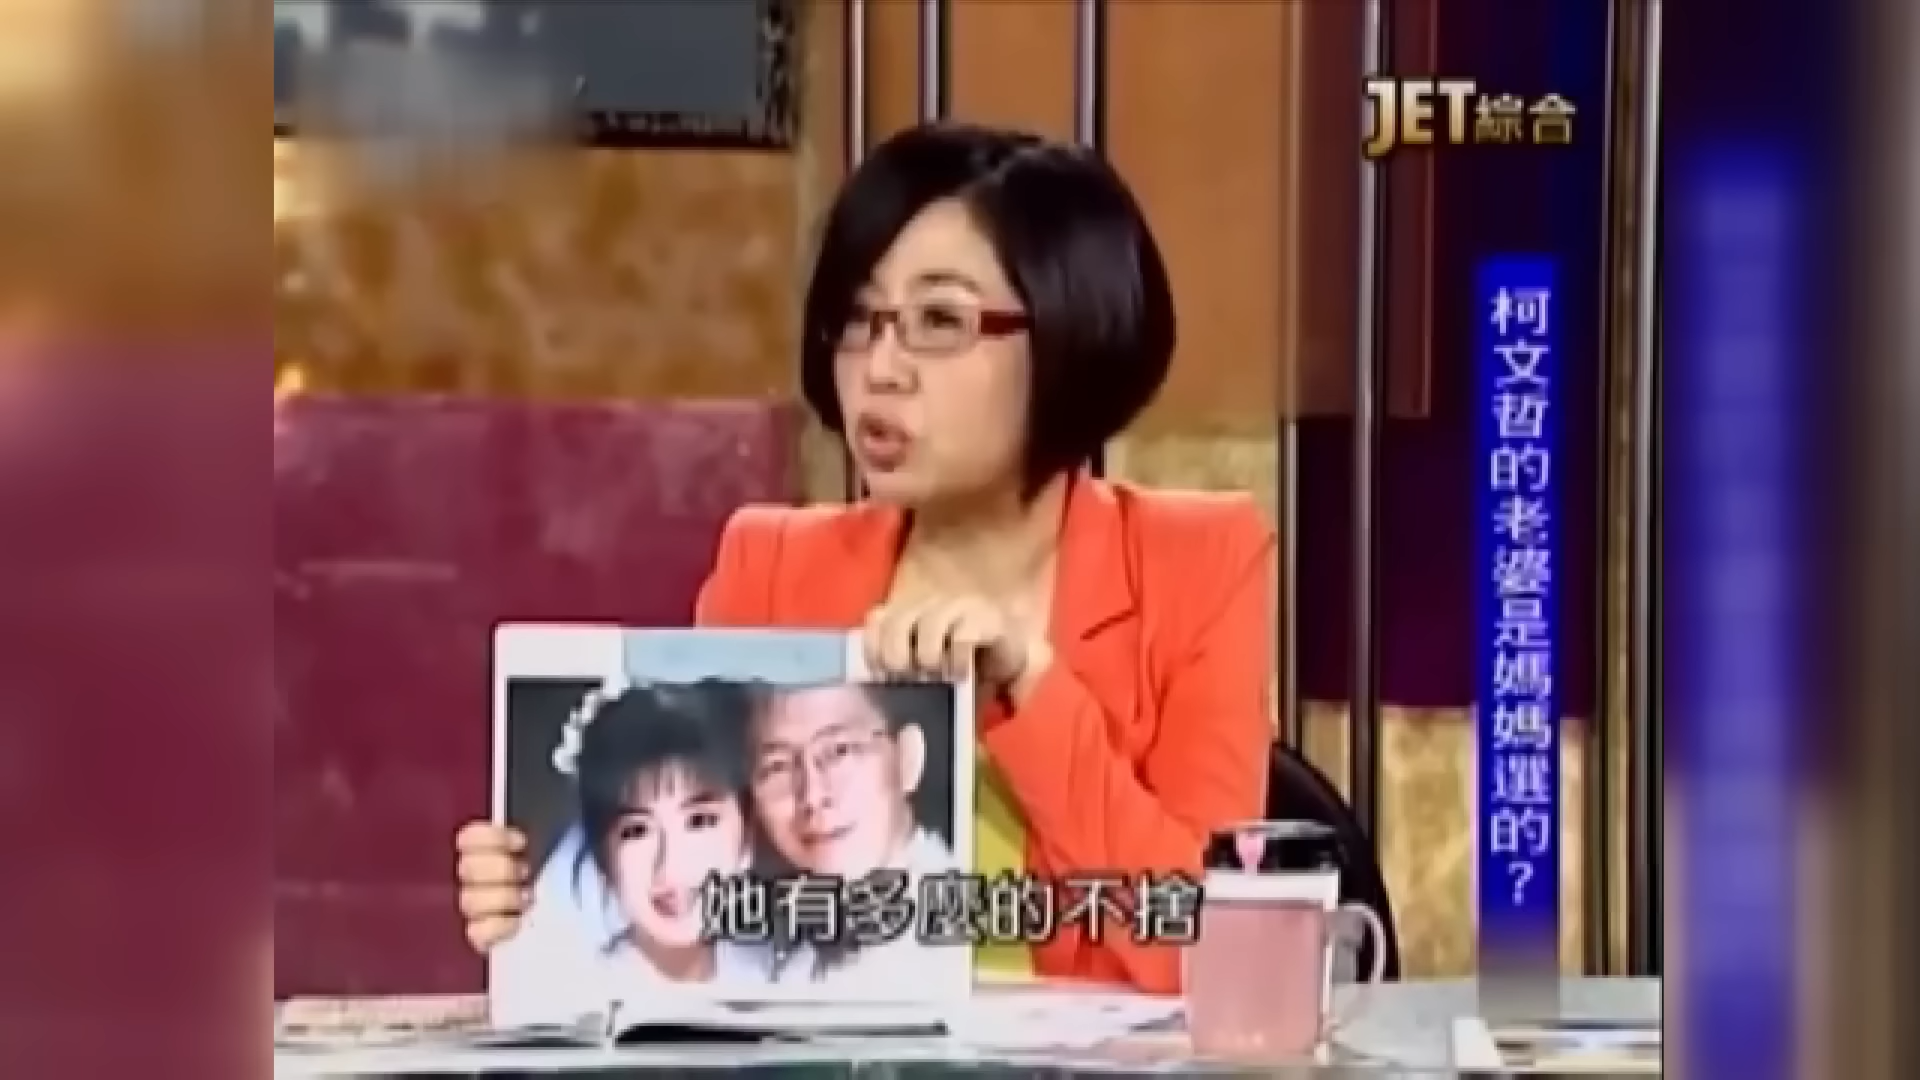 JET綜合
柯文哲的老婆是媽媽選的？
她有多麼的不捨